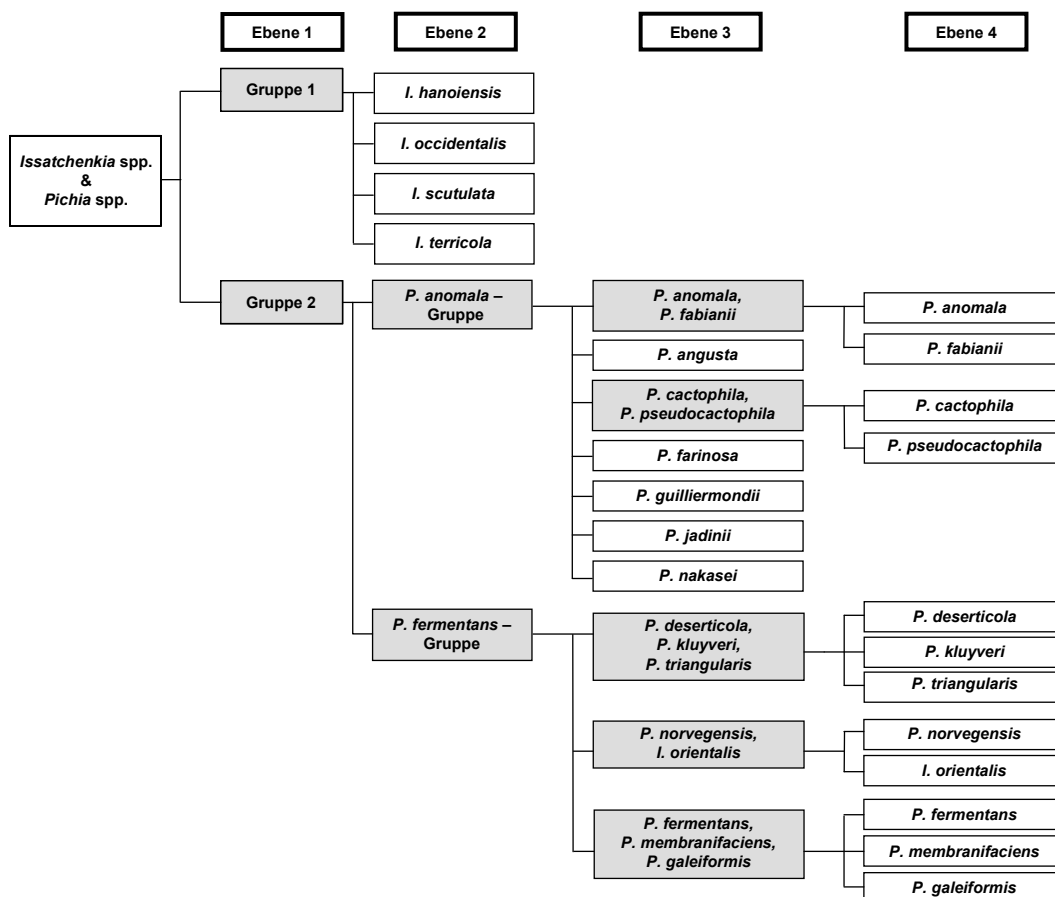 Ebene 1
Ebene 2
Ebene 3
Ebene 4
Issatchenkia spp.
&
Pichia spp.
Gruppe 1
I. hanoiensis
I. occidentalis
I. scutulata
I. terricola
Gruppe 2
P. anomala –
Gruppe
P. anomala,
P. fabianii
P. anomala
P. fabianii
P. angusta
P. cactophila,
P. pseudocactophila
P. cactophila
P. pseudocactophila
P. farinosa
P. guilliermondii
P. jadinii
P. nakasei
P. fermentans –
Gruppe
P. deserticola,
P. kluyveri,
P. triangularis
P. deserticola
P. kluyveri
P. triangularis
P. norvegensis,
I. orientalis
P. norvegensis
I. orientalis
P. fermentans,
P. membranifaciens,
P. galeiformis
P. fermentans
P. membranifaciens
P. galeiformis